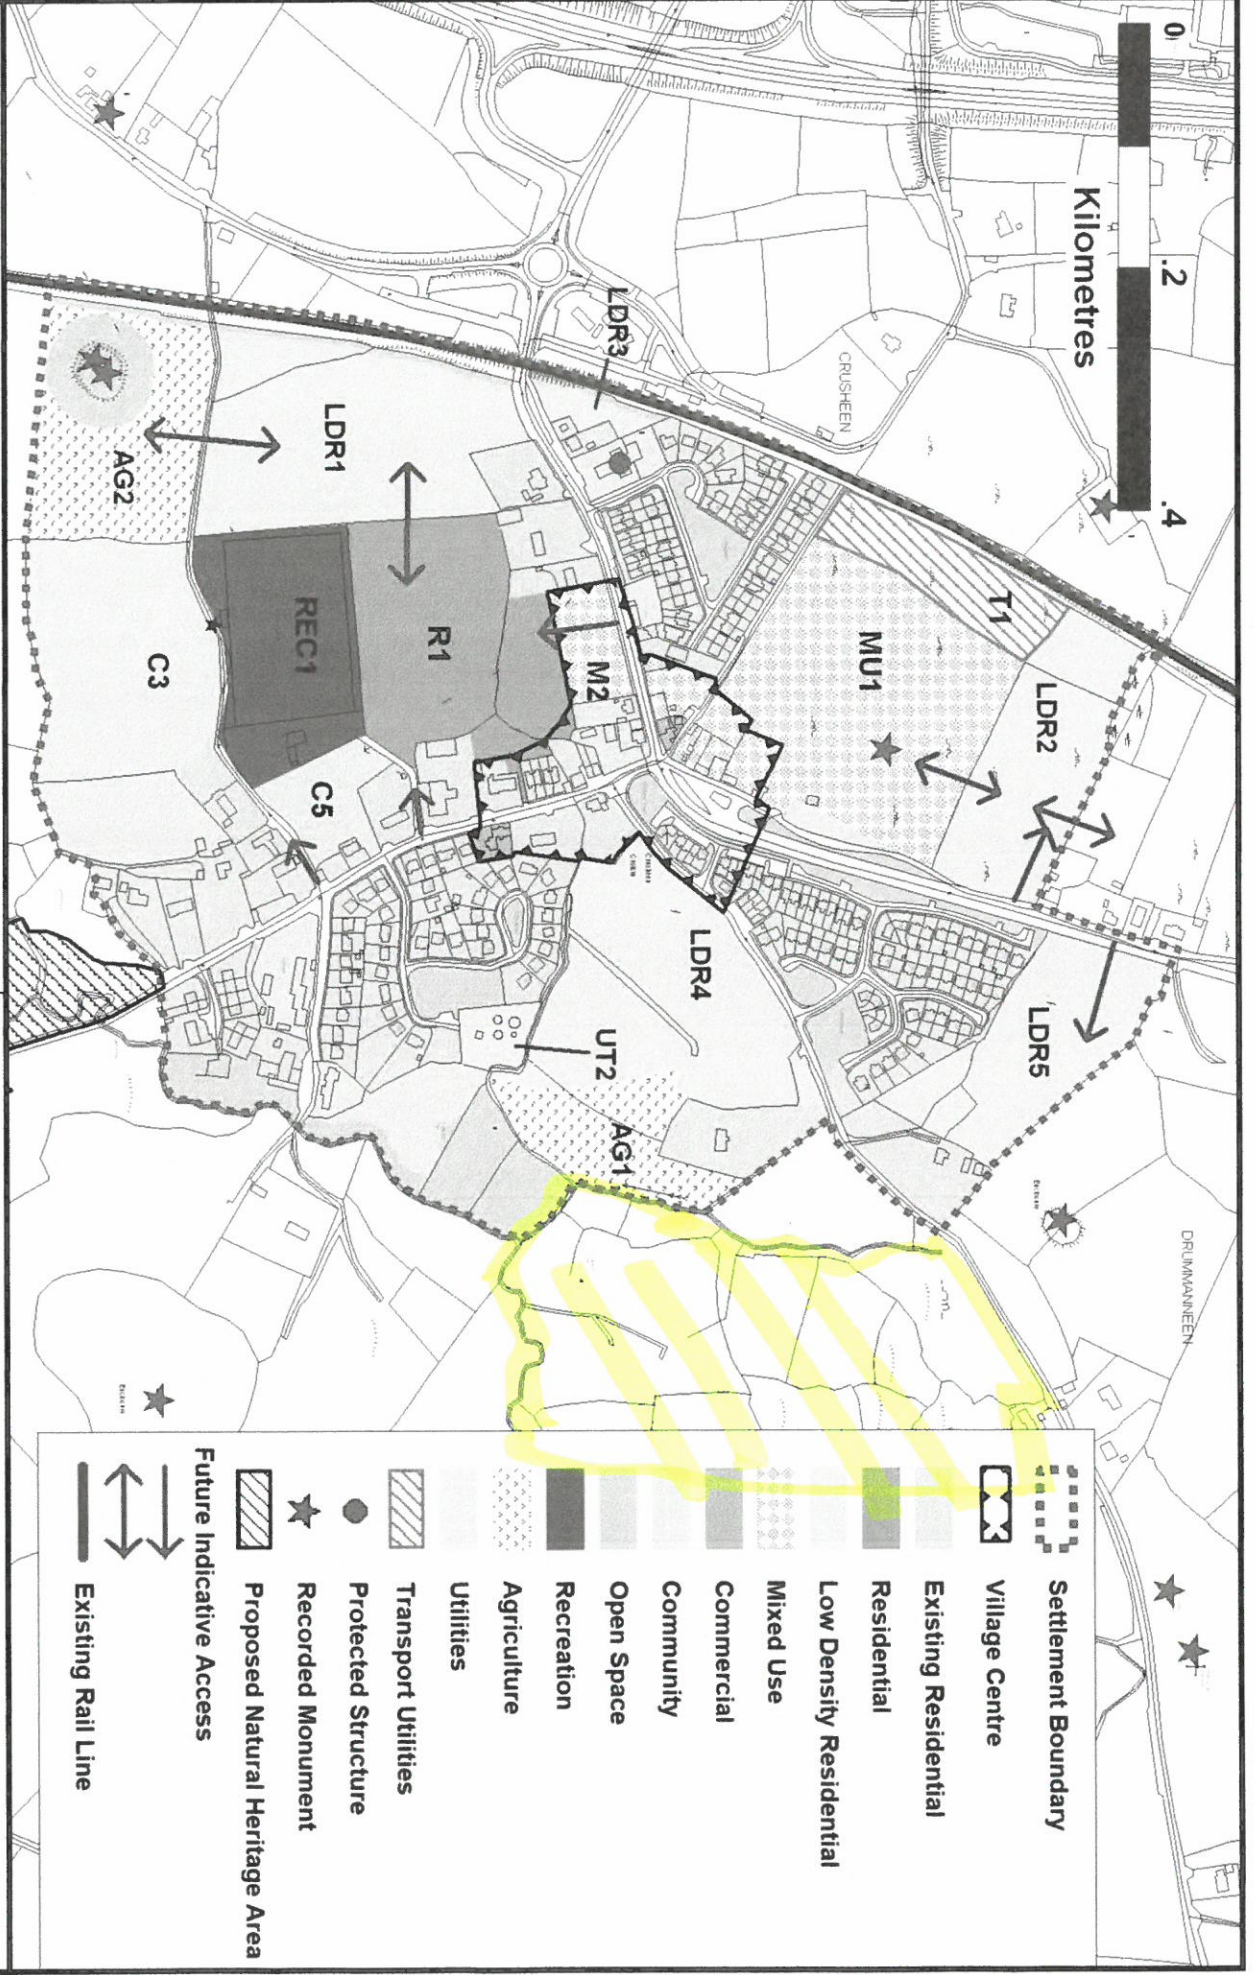 0
.2
.4
Kilometres
CRUSHEEN
DRUMMANNEEN
LDR3
LDR1
AG2
T1
MU1
LDR2
R1
REC1
M2
C3
C5
LDR4
LDR5
UT2
AG1
Settlement Boundary
Village Centre
Existing Residential
Residential
Low Density Residential
Mixed Use
Commercial
Community
Open Space
Recreation
Agriculture
Utilities
Transport Utilities
Protected Structure
Recorded Monument
Proposed Natural Heritage Area
Future Indicative Access
Existing Rail Line